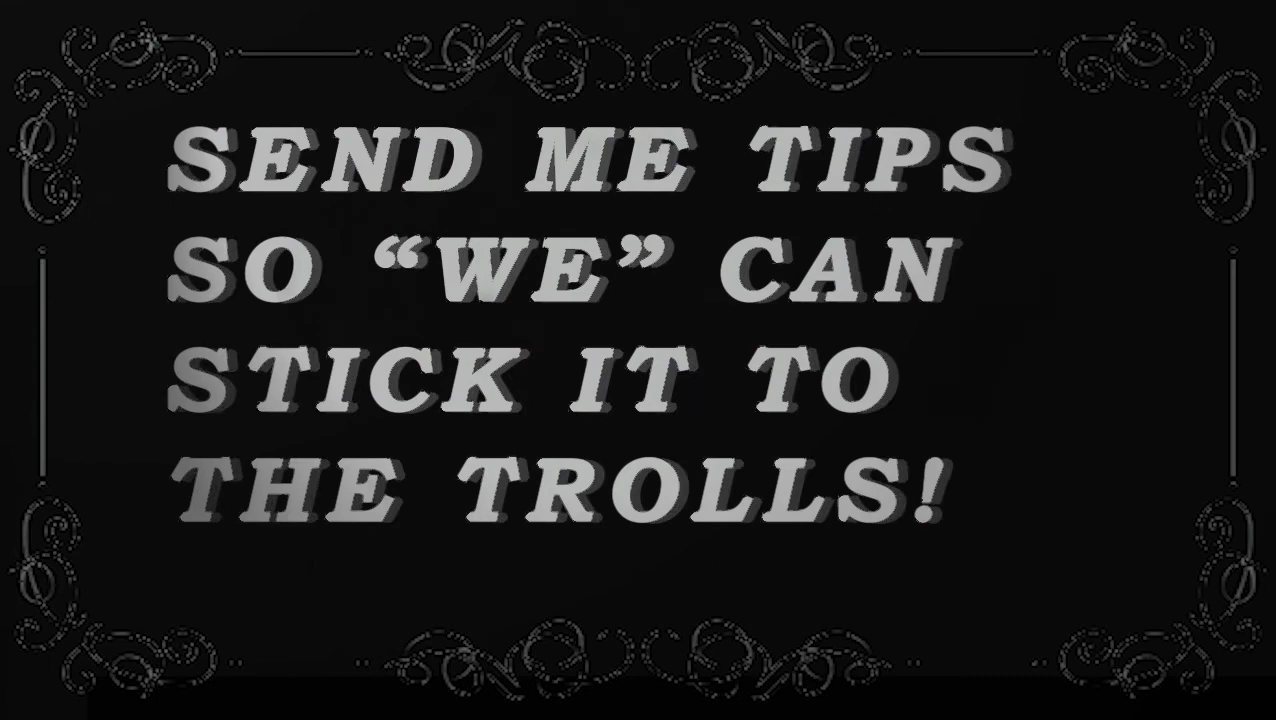 SEND ME TIPS
SO “WE” CAN
STICK IT TO
THE TROLLS!